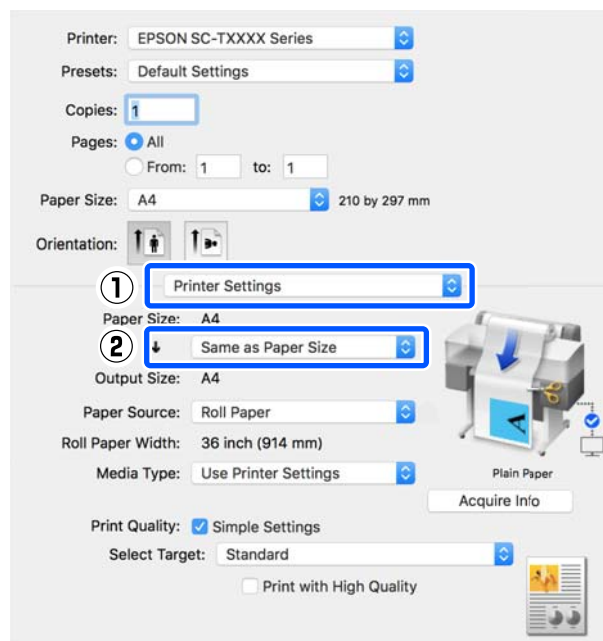 Printer: EPSON SC-TXXXX Series
Presets: Default Settings
Copies: 1
Pages: All
From: 1 to: 1
Paper Size: A4 210 by 297 mm
Orientation:
1 Printer Settings
Paper Size: A4
2 Same as Paper Size
Output Size: A4
Paper Source: Roll Paper
Roll Paper Width: 36 inch (914 mm)
Media Type: Use Printer Settings
A
Plain Paper
Acquire Info
Print Quality: Simple Settings
Select Target: Standard
Print with High Quality